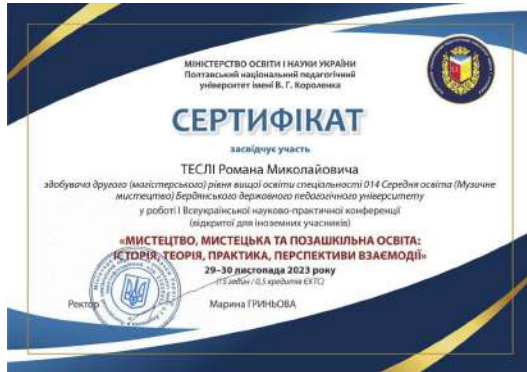 МІНІСТЕРСТВО ОСВІТИ І НАУКИ УКРАЇНИ
Полтавський національний педагогічний
університет імені В. Г. Короленка
СЕРТИФІКАТ
засвідчує участь
ТЕСЛІ Романа Миколайовича
здобувача другого (магістерського) рівня вищої освіти спеціальності 014 Середня освіта (Музичне
мистецтво) Бердянського державного педагогічного університету
у роботі І Всеукраїнської науково-практичної конференції
(відкритої для іноземних учасників)
«МИСТЕЦТВО, МИСТЕЦЬКА ТА ПОЗАШКІЛЬНА ОСВІТА:
ІСТОРІЯ, ТЕОРІЯ, ПРАКТИКА, ПЕРСПЕКТИВИ ВЗАЄМОДІЇ»
29–30 листопада 2023 року
(15 годин / 0,5 кредитів ЄКТС)
Ректор Марина ГРИНЬОВА